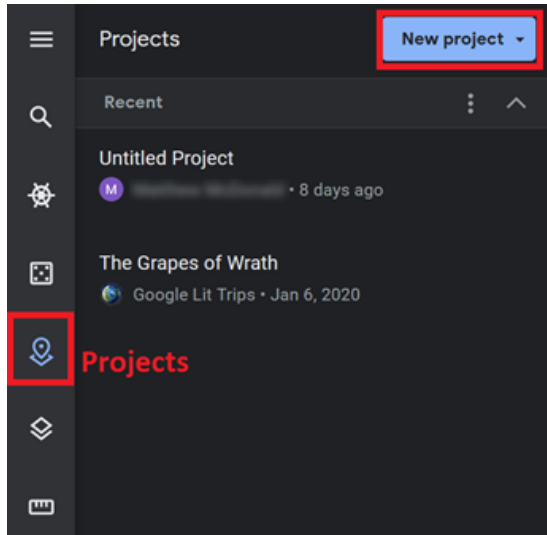 Projects
New project
Recent
Untitled Project
M • 8 days ago
The Grapes of Wrath
Google Lit Trips • Jan 6, 2020
Projects